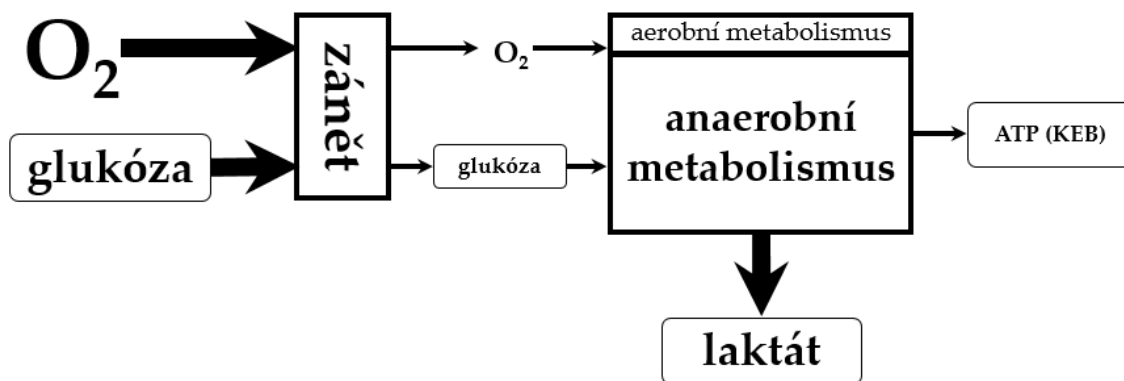 O₂
glukóza
zánět
O₂
glukóza
aerobní metabolismus
anaerobní
metabolismus
ATP (KEB)
laktát